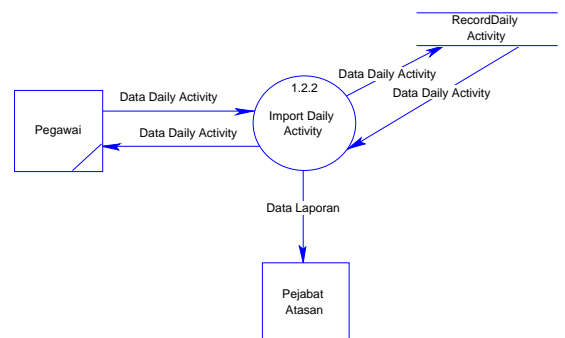 RecordDaily
Activity
1.2.2
Import Daily
Activity
Data Daily Activity
Data Daily Activity
Data Daily Activity
Data Daily Activity
Pegawai
Data Laporan
Pejabat
Atasan